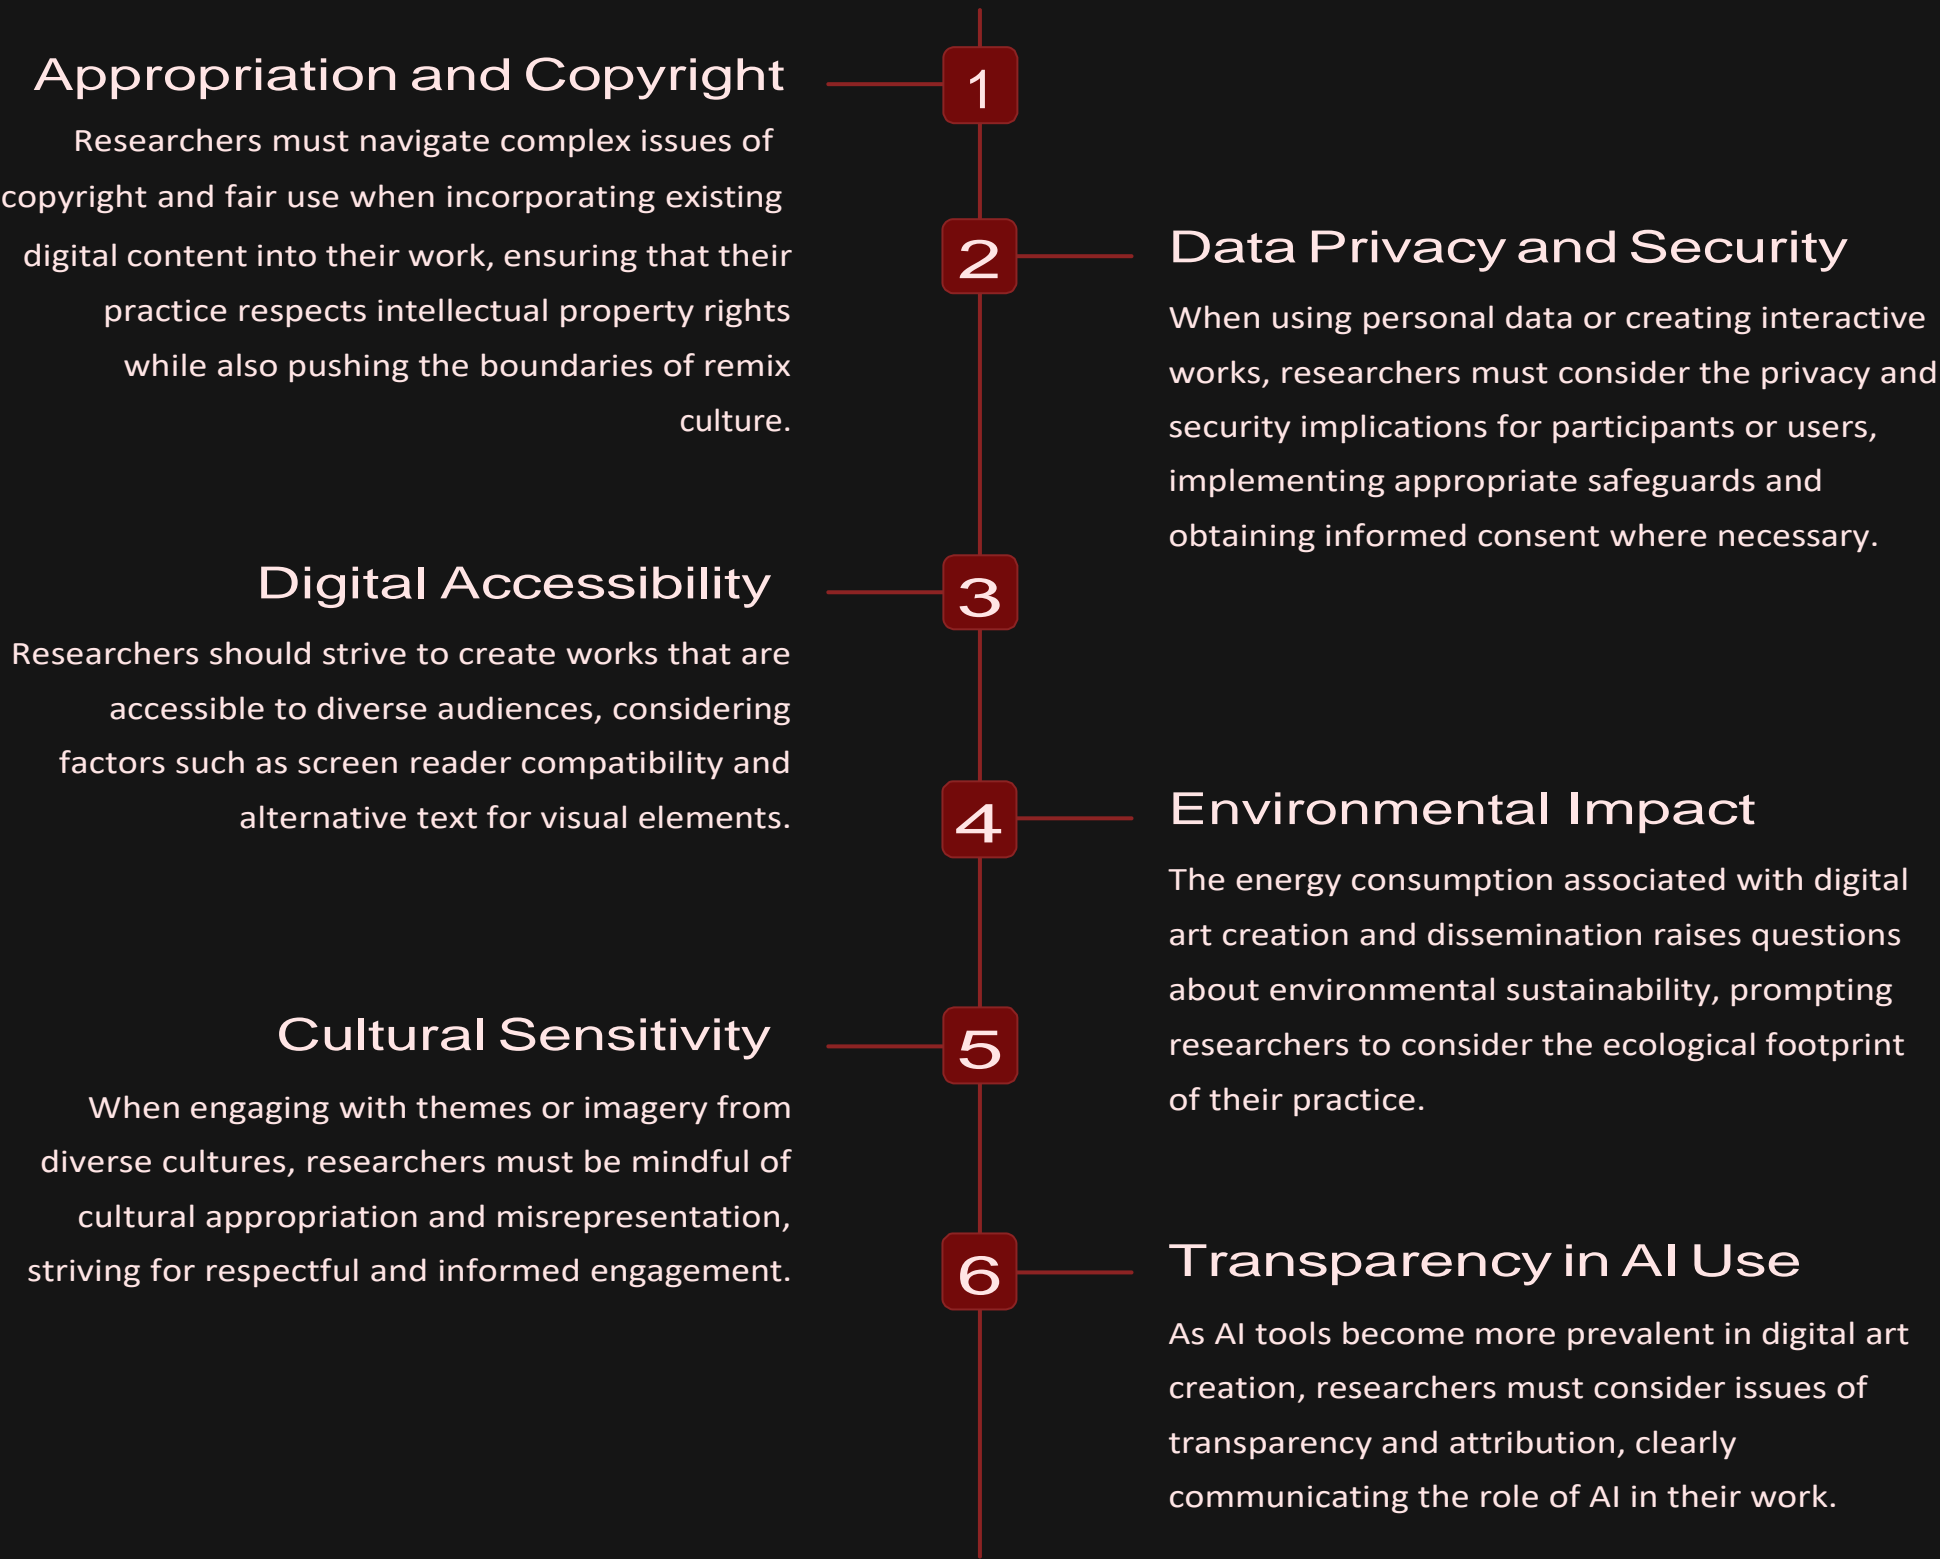 Appropriation and Copyright
1
Researchers must navigate complex issues of
copyright and fair use when incorporating existing
digital content into their work, ensuring that their
practice respects intellectual property rights
while also pushing the boundaries of remix
culture.
2
Data Privacy and Security
When using personal data or creating interactive
works, researchers must consider the privacy and
security implications for participants or users,
implementing appropriate safeguards and
obtaining informed consent where necessary.
Digital Accessibility
3
Researchers should strive to create works that are
accessible to diverse audiences, considering
factors such as screen reader compatibility and
alternative text for visual elements.
4
Environmental Impact
The energy consumption associated with digital
art creation and dissemination raises questions
about environmental sustainability, prompting
researchers to consider the ecological footprint
of their practice.
Cultural Sensitivity
5
When engaging with themes or imagery from
diverse cultures, researchers must be mindful of
cultural appropriation and misrepresentation,
striving for respectful and informed engagement.
6
Transparency in AI Use
As AI tools become more prevalent in digital art
creation, researchers must consider issues of
transparency and attribution, clearly
communicating the role of AI in their work.